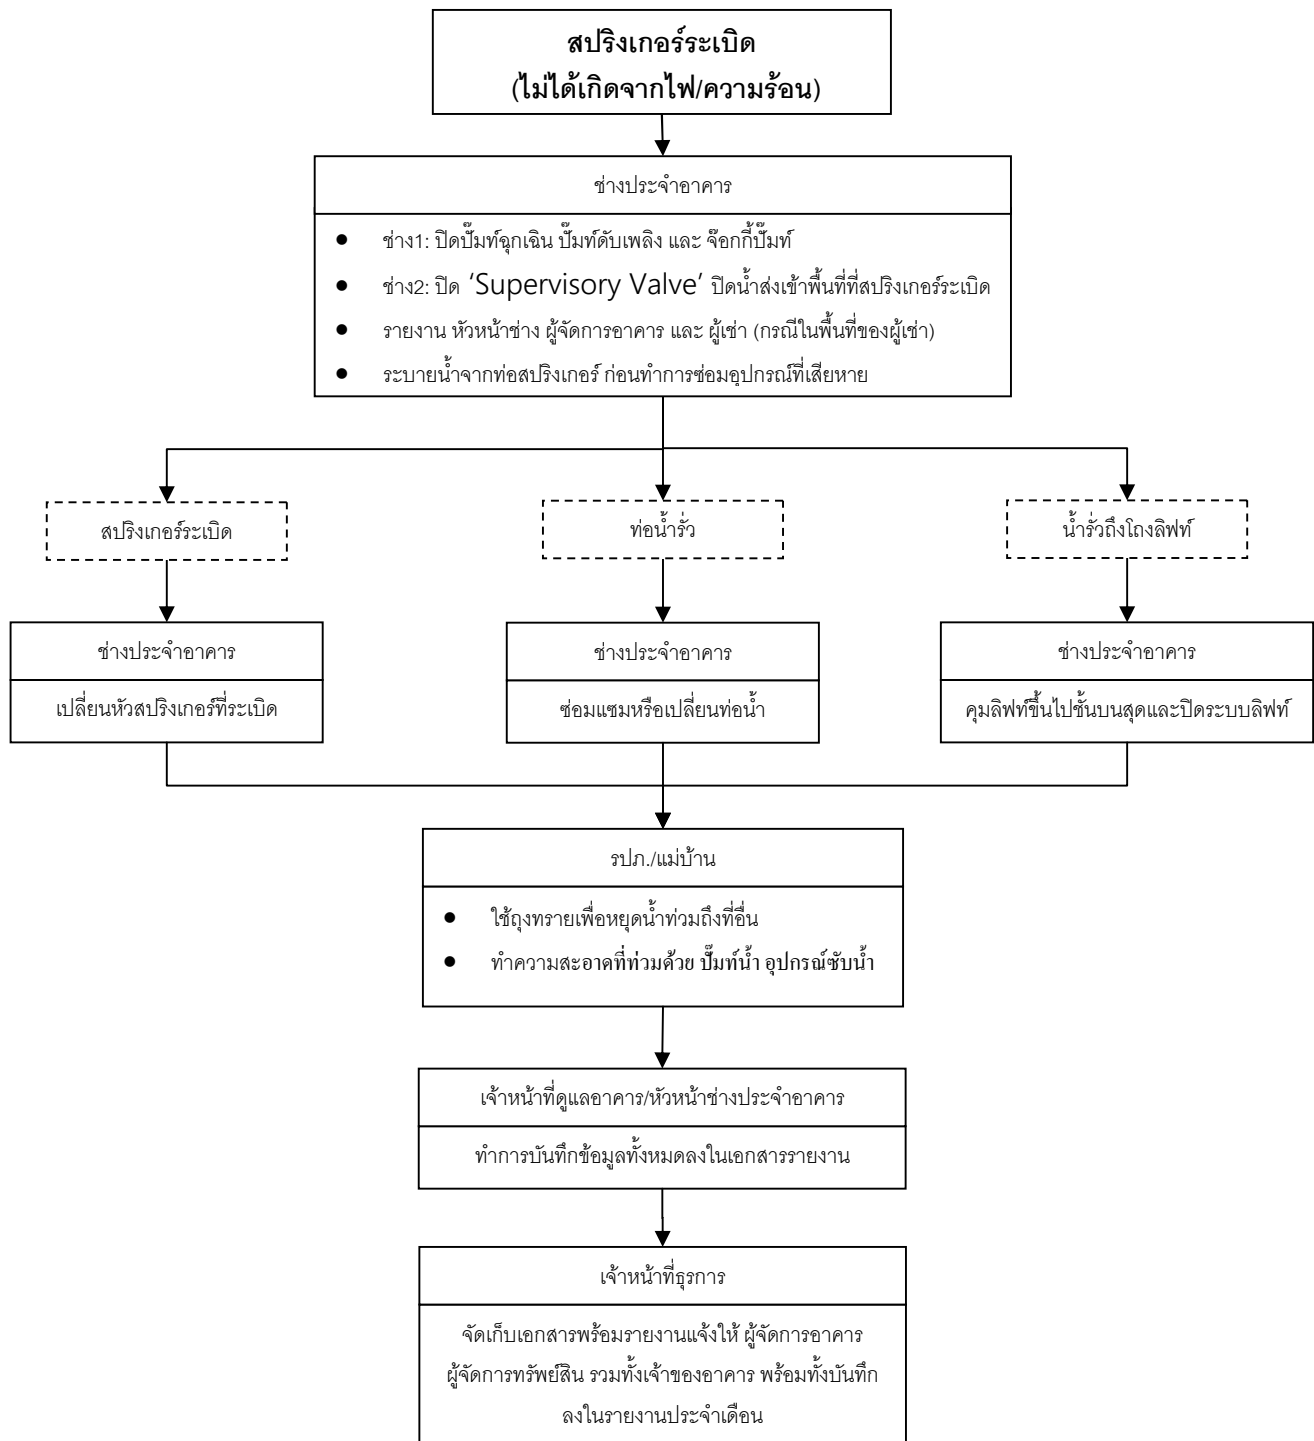 สปริงเกอร์ระเบิด
(ไม่ได้เกิดจากไฟ/ความร้อน)
ช่างประจำอาคาร
● ช่าง1: ปิดปั๊มท์ฉุกเฉิน ปั๊มท์ดับเพลิง และ จ๊อกกี้ปั๊มท์
● ช่าง2: ปิด ‘Supervisory Valve’ ปิดน้ำส่งเข้าพื้นที่ที่สปริงเกอร์ระเบิด
● รายงาน หัวหน้าช่าง ผู้จัดการอาคาร และ ผู้เช่า (กรณีในพื้นที่ของผู้เช่า)
● ระบายน้ำจากท่อสปริงเกอร์ ก่อนทำการซ่อมอุปกรณ์ที่เสียหาย
สปริงเกอร์ระเบิด
ท่อน้ำรั่ว
น้ำรั่วถึงโถงลิฟท์
ช่างประจำอาคาร
เปลี่ยนหัวสปริงเกอร์ที่ระเบิด
ช่างประจำอาคาร
ซ่อมแซมหรือเปลี่ยนท่อน้ำ
ช่างประจำอาคาร
คุมลิฟท์ขึ้นไปชั้นบนสุดและปิดระบบลิฟท์
รปภ./แม่บ้าน
● ใช้ถุงทรายเพื่อหยุดน้ำท่วมถึงที่อื่น
● ทำความสะอาดที่ท่วมด้วย ปั๊มท์น้ำ อุปกรณ์ซับน้ำ
เจ้าหน้าที่ดูแลอาคาร/หัวหน้าช่างประจำอาคาร
ทำการบันทึกข้อมูลทั้งหมดลงในเอกสารรายงาน
เจ้าหน้าที่ธุรการ
จัดเก็บเอกสารพร้อมรายงานแจ้งให้ ผู้จัดการอาคาร
ผู้จัดการทรัพย์สิน รวมทั้งเจ้าของอาคาร พร้อมทั้งบันทึก
ลงในรายงานประจำเดือน